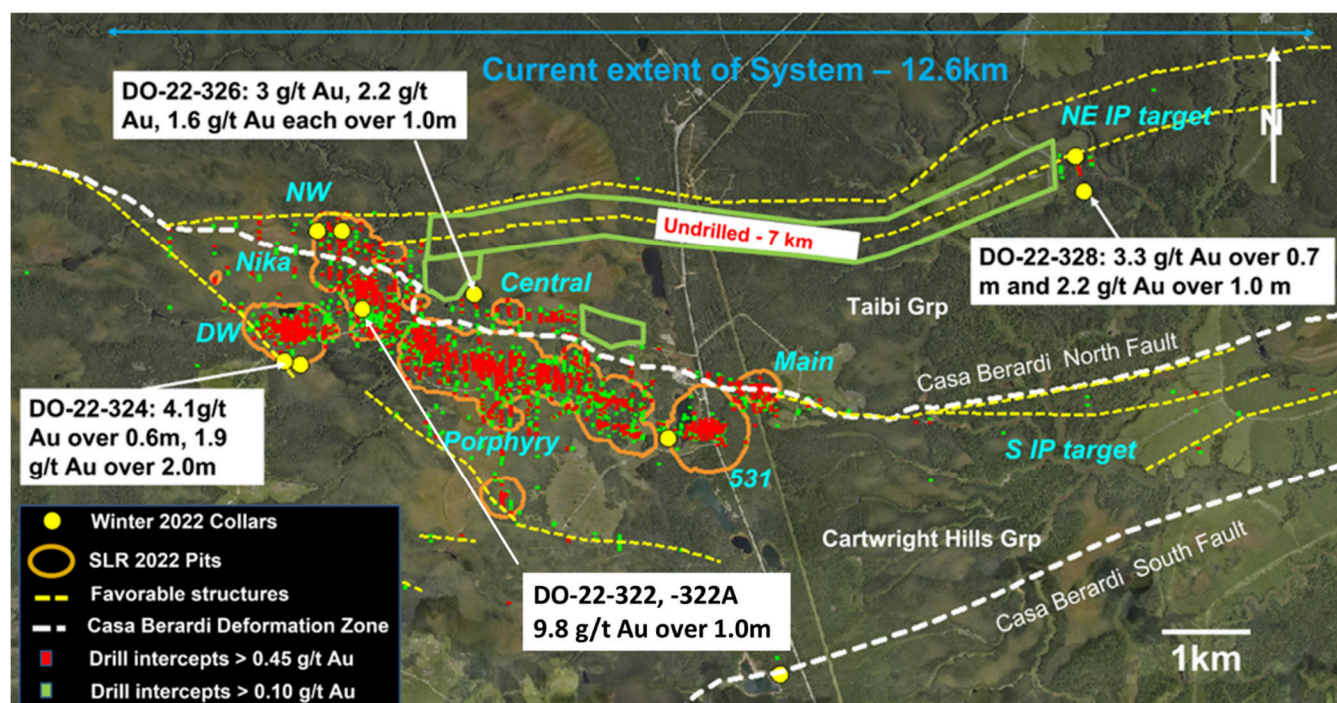 Current extent of System – 12.6km
DO-22-326: 3 g/t Au, 2.2 g/t
Au, 1.6 g/t Au each over 1.0m
NE IP target
N
NW
Undrilled - 7 km
DO-22-328: 3.3 g/t Au over 0.7
m and 2.2 g/t Au over 1.0 m
Nika
Central
Taibi Grp
DW
Casa Berardi North Fault
Main
DO-22-324: 4.1g/t
Au over 0.6m, 1.9
g/t Au over 2.0m
Porphyry
S IP target
531
Cartwright Hills Grp
Casa Berardi South Fault
DO-22-322, -322A
9.8 g/t Au over 1.0m
1km
Winter 2022 Collars
SLR 2022 Pits
Favorable structures
Casa Berardi Deformation Zone
Drill intercepts > 0.45 g/t Au
Drill intercepts > 0.10 g/t Au